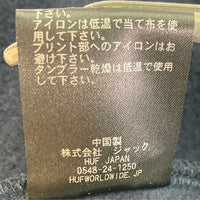 下さい。
アイロンは低温で当て布を使用
して下さい。
プリント部へのアイロンはお
避け下さい。
タンブラー乾燥は低温で使用
して下さい。
中国製
株式会社 ジャック
HUF JAPAN
0548-24-1250
HUFWORLDWIDE.JP